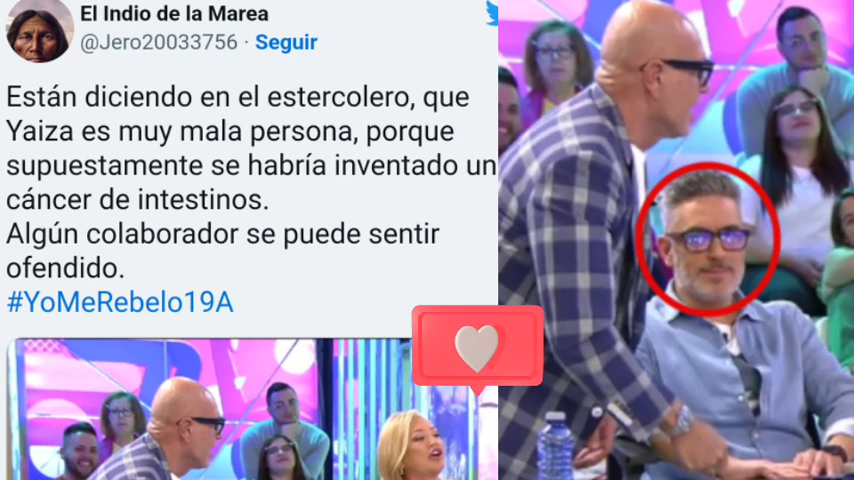 El Indio de la Marea
@Jero20033756 · Seguir
Están diciendo en el estercolero, que
Yaiza es muy mala persona, porque
supuestamente se habría inventado un
cáncer de intestinos.
Algún colaborador se puede sentir
ofendido.
#YoMeRebelo19A